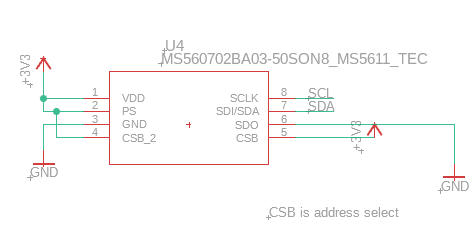 U4
MS560702BA03-50SON8_MS5611_TEC
+3V3
1 VDD SCLK 8 SCL
2 PS SDI/SDA 7 SDA
3 GND SDO 6
4 CSB_2 CSB 5
+3V3
GND
GND
CSB is address select